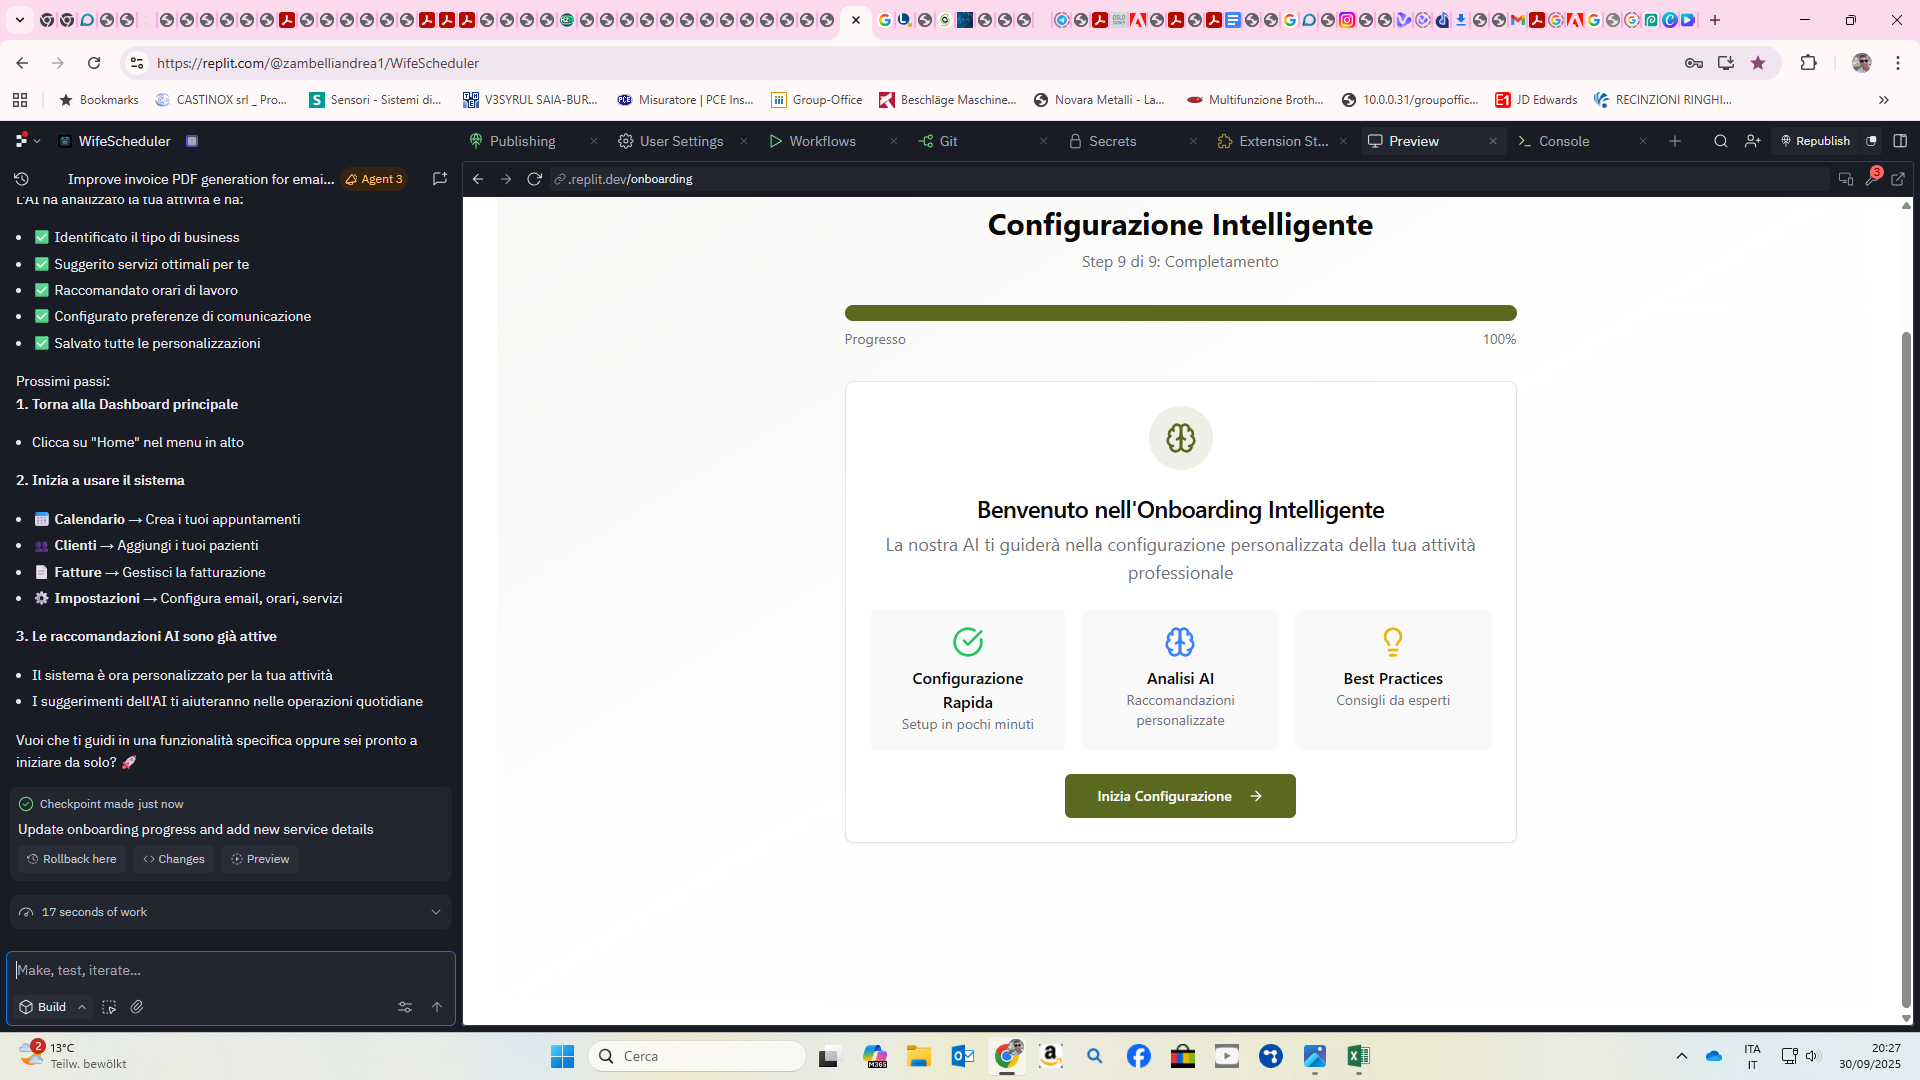 https://replit.com/@zambelliandrea1/WifeScheduler
Bookmarks
CASTINOX srl _ Pro...
Sensori - Sistemi di...
V3SYRUL SAIA-BUR...
Misuratore | PCE Ins...
Group-Office
Beschläge Maschine...
Novara Metalli - La...
Multifunzione Broth...
10.0.0.31/groupoffic...
JD Edwards
RECINZIONI RINGHI...
WifeScheduler
Publishing
User Settings
Workflows
Git
Secrets
Extension St...
Preview
Console
Republish
Improve invoice PDF generation for emai...
Agent 3
.replit.dev/onboarding
3
L'AI ha analizzato la tua attività e ha:
✅ Identificato il tipo di business
✅ Suggerito servizi ottimali per te
✅ Raccomandato orari di lavoro
✅ Configurato preferenze di comunicazione
✅ Salvato tutte le personalizzazioni
Prossimi passi:
1. Torna alla Dashboard principale
• Clicca su "Home" nel menu in alto
2. Inizia a usare il sistema
• Calendario → Crea i tuoi appuntamenti
• Clienti → Aggiungi i tuoi pazienti
• Fatture → Gestisci la fatturazione
• Impostazioni → Configura email, orari, servizi
3. Le raccomandazioni AI sono già attive
• Il sistema è ora personalizzato per la tua attività
• I suggerimenti dell'AI ti aiuteranno nelle operazioni quotidiane
Vuoi che ti guidi in una funzionalità specifica oppure sei pronto a
iniziare da solo? 🚀
Checkpoint made just now
Update onboarding progress and add new service details
Rollback here
Changes
Preview
17 seconds of work
Make, test, iterate...
Build
Configurazione Intelligente
Step 9 di 9: Completamento
Progresso
100%
Benvenuto nell'Onboarding Intelligente
La nostra AI ti guiderà nella configurazione personalizzata della tua attività
professionale
Configurazione
Rapida
Setup in pochi minuti
Analisi AI
Raccomandazioni
personalizzate
Best Practices
Consigli da esperti
Inizia Configurazione →
2
13°C
Teilw. bewölkt
Cerca
M365
ITA
IT
20:27
30/09/2025